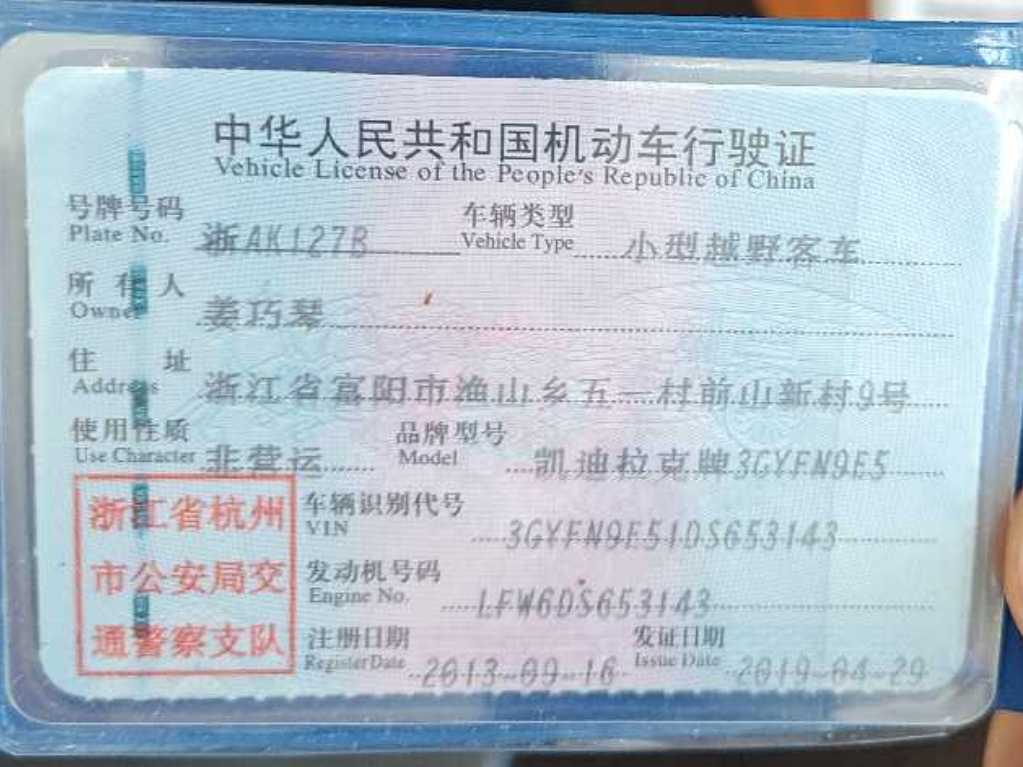 中华人民共和国机动车行驶证
Vehicle License of the People's Republic of China
号牌号码 浙AK127B 车辆类型 小型越野客车
Plate No. Vehicle Type
所有人 姜巧琴
Owner
住址 浙江省富阳市渔山乡五一村前山新村9号
Address
使用性质 非营运 品牌型号 凯迪拉克牌3GYFN9E5
Use Character Model
浙江省杭州
市公安局交
通警察支队
车辆识别代号 3GYFN9E51DS653143
VIN
发动机号码 LFW6DS653143
Engine No.
注册日期 2013-09-16 发证日期 2019-04-29
Register Date Issue Date